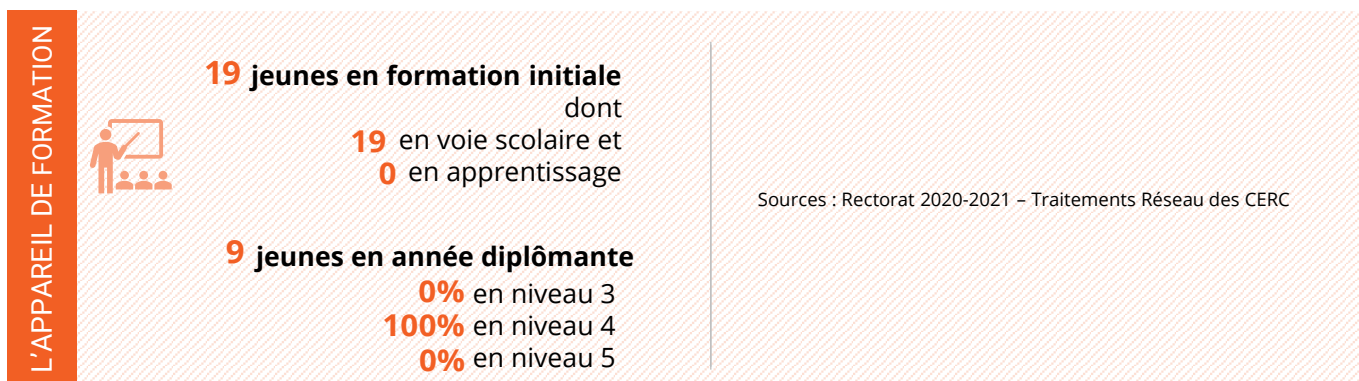 L'APPAREIL DE FORMATION
19 jeunes en formation initiale
dont
19 en voie scolaire et
0 en apprentissage
9 jeunes en année diplômante
0% en niveau 3
100% en niveau 4
0% en niveau 5
Sources : Rectorat 2020-2021 – Traitements Réseau des CERC